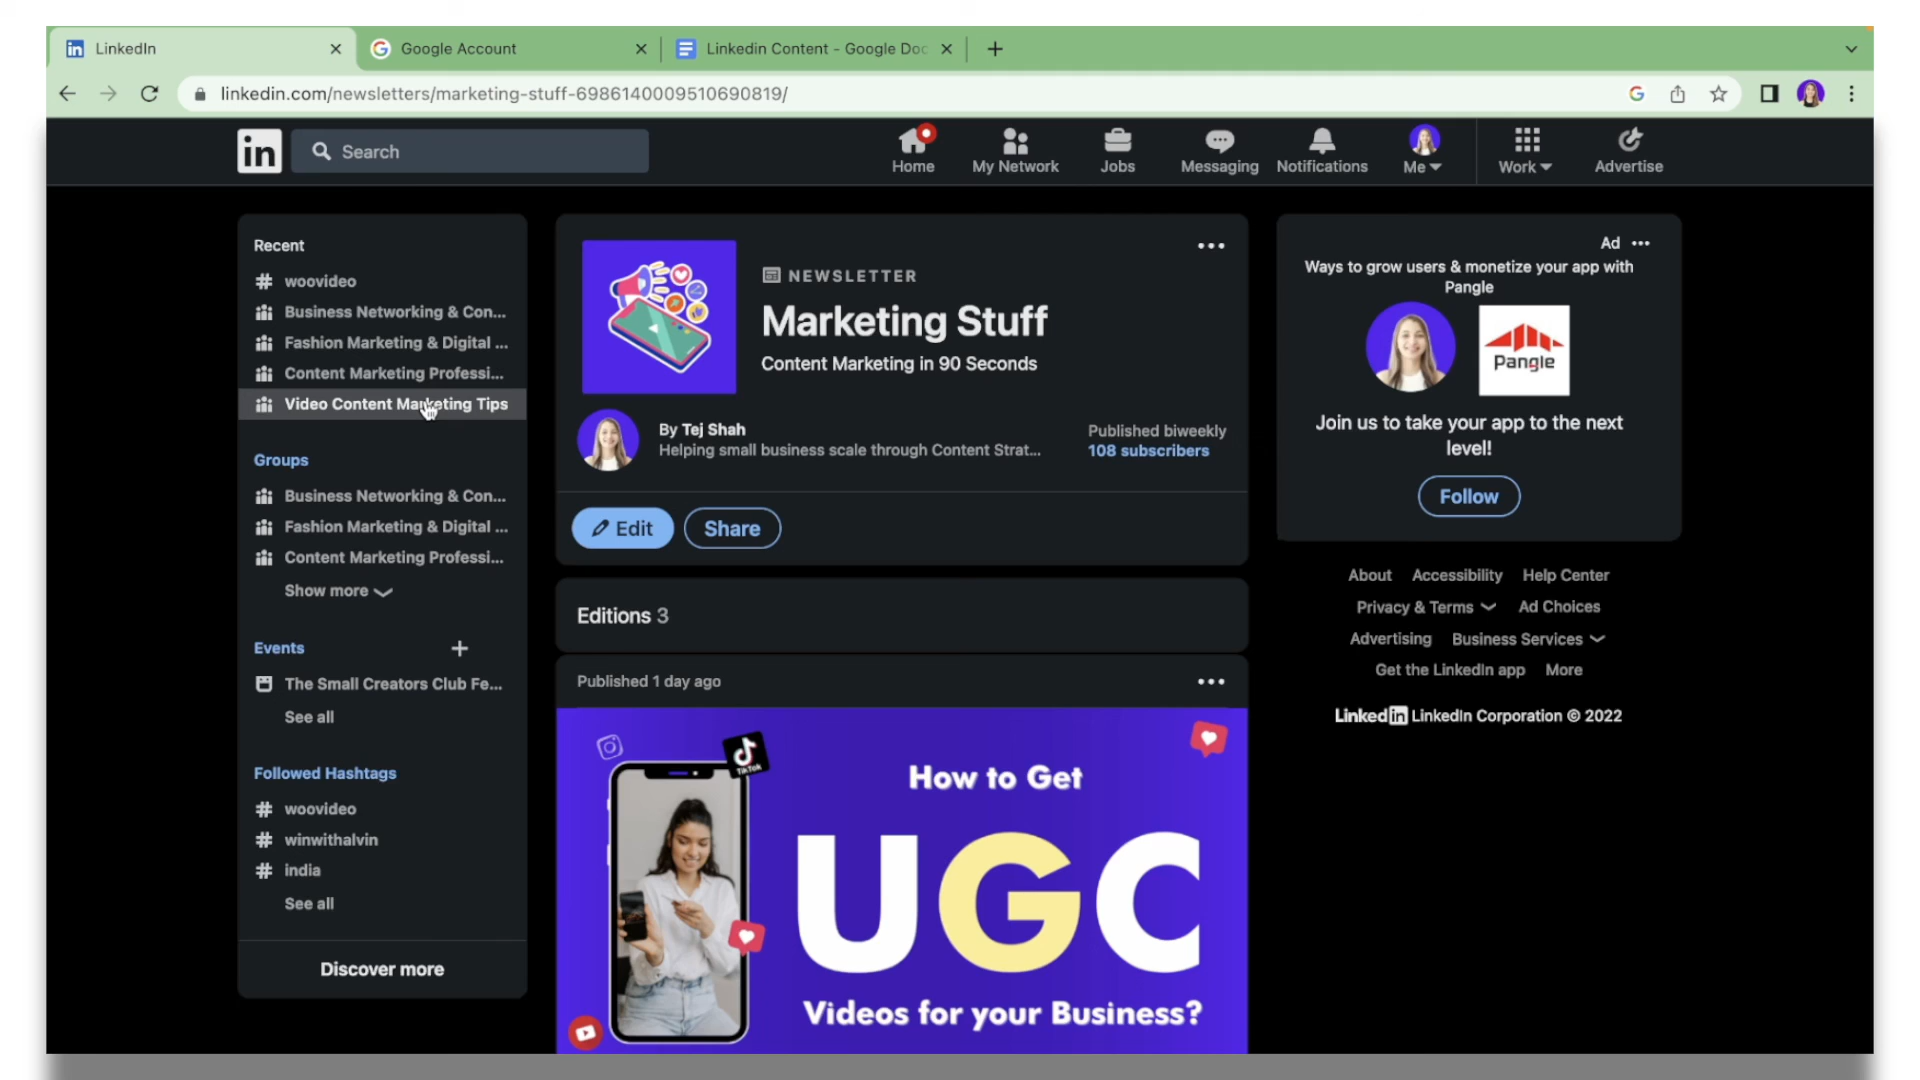 LinkedIn
Google Account
Linkedin Content - Google Doc
linkedin.com/newsletters/marketing-stuff-6986140009510690819/
in
Search
Home
My Network
Jobs
Messaging
Notifications
Me
Work
Advertise
Recent
# woovideo
Business Networking & Con...
Fashion Marketing & Digital ...
Content Marketing Professi...
Video Content Marketing Tips
Groups
Business Networking & Con...
Fashion Marketing & Digital ...
Content Marketing Professi...
Show more
Events
The Small Creators Club Fe...
See all
Followed Hashtags
# woovideo
# winwithalvin
# india
See all
Discover more
NEWSLETTER
Marketing Stuff
Content Marketing in 90 Seconds
By Tej Shah
Helping small business scale through Content Strat...
Published biweekly
108 subscribers
Edit
Share
Editions 3
Published 1 day ago
TikTok
How to Get
UGC
Videos for your Business?
Ad
Ways to grow users & monetize your app with
Pangle
Pangle
Join us to take your app to the next
level!
Follow
About Accessibility Help Center
Privacy & Terms Ad Choices
Advertising Business Services
Get the LinkedIn app More
LinkedIn LinkedIn Corporation © 2022